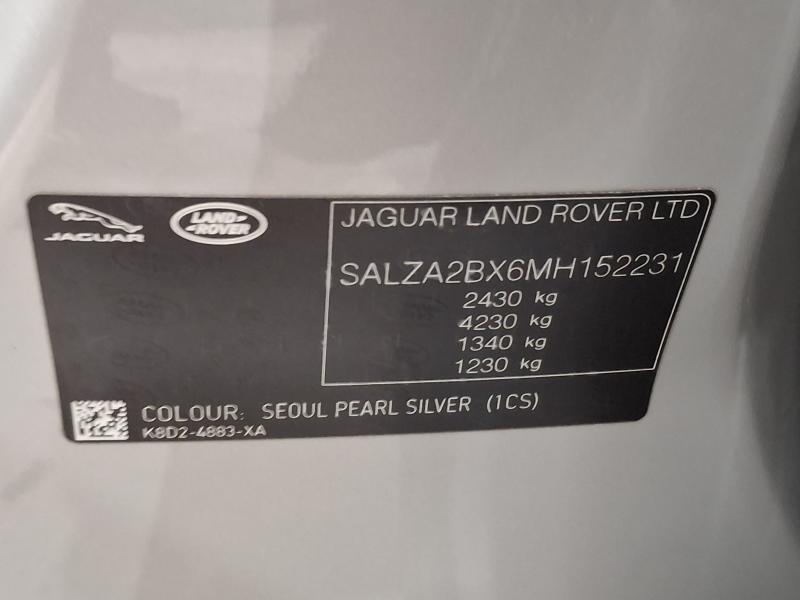 JAGUAR
LAND
ROVER
JAGUAR LAND ROVER LTD
SALZA2BX6MH152231
2430 kg
4230 kg
1340 kg
1230 kg
COLOUR: SEOUL PEARL SILVER (1CS)
K8D2-4883-XA